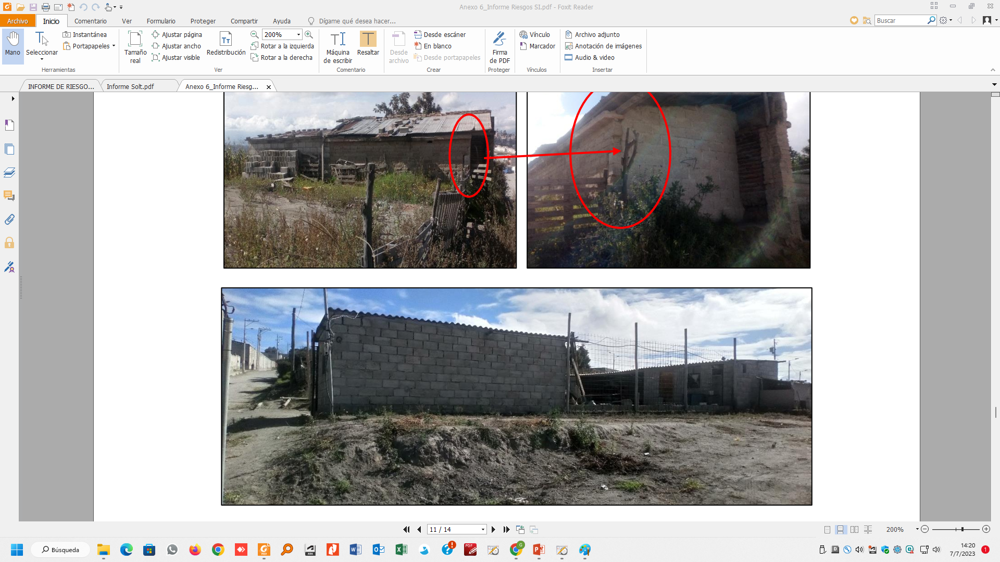 Anexo 6_Informe Riesgos SI.pdf - Foxit Reader
Archivo Inicio Comentario Ver Formulario Proteger Compartir Ayuda Dígame qué desea hacer... Buscar
Mano
Seleccionar
Instantánea
Portapapeles
Herramientas
Tamaño
real
Ajustar página
Ajustar ancho
Ajustar visible
Redistribución
200%
Rotar a la izquierda
Rotar a la derecha
Ver
Máquina
de escribir
Resaltar
Comentario
Desde
archivo
Desde escáner
En blanco
Desde portapapeles
Crear
Firma
de PDF
Proteger
Vínculo
Marcador
Vínculos
Archivo adjunto
Anotación de imágenes
Audio & video
Insertar
INFORME DE RIESGO... Informe Solt.pdf Anexo 6_Informe Riesg...
11 / 14
200%
Búsqueda
14:20
7/7/2023
1